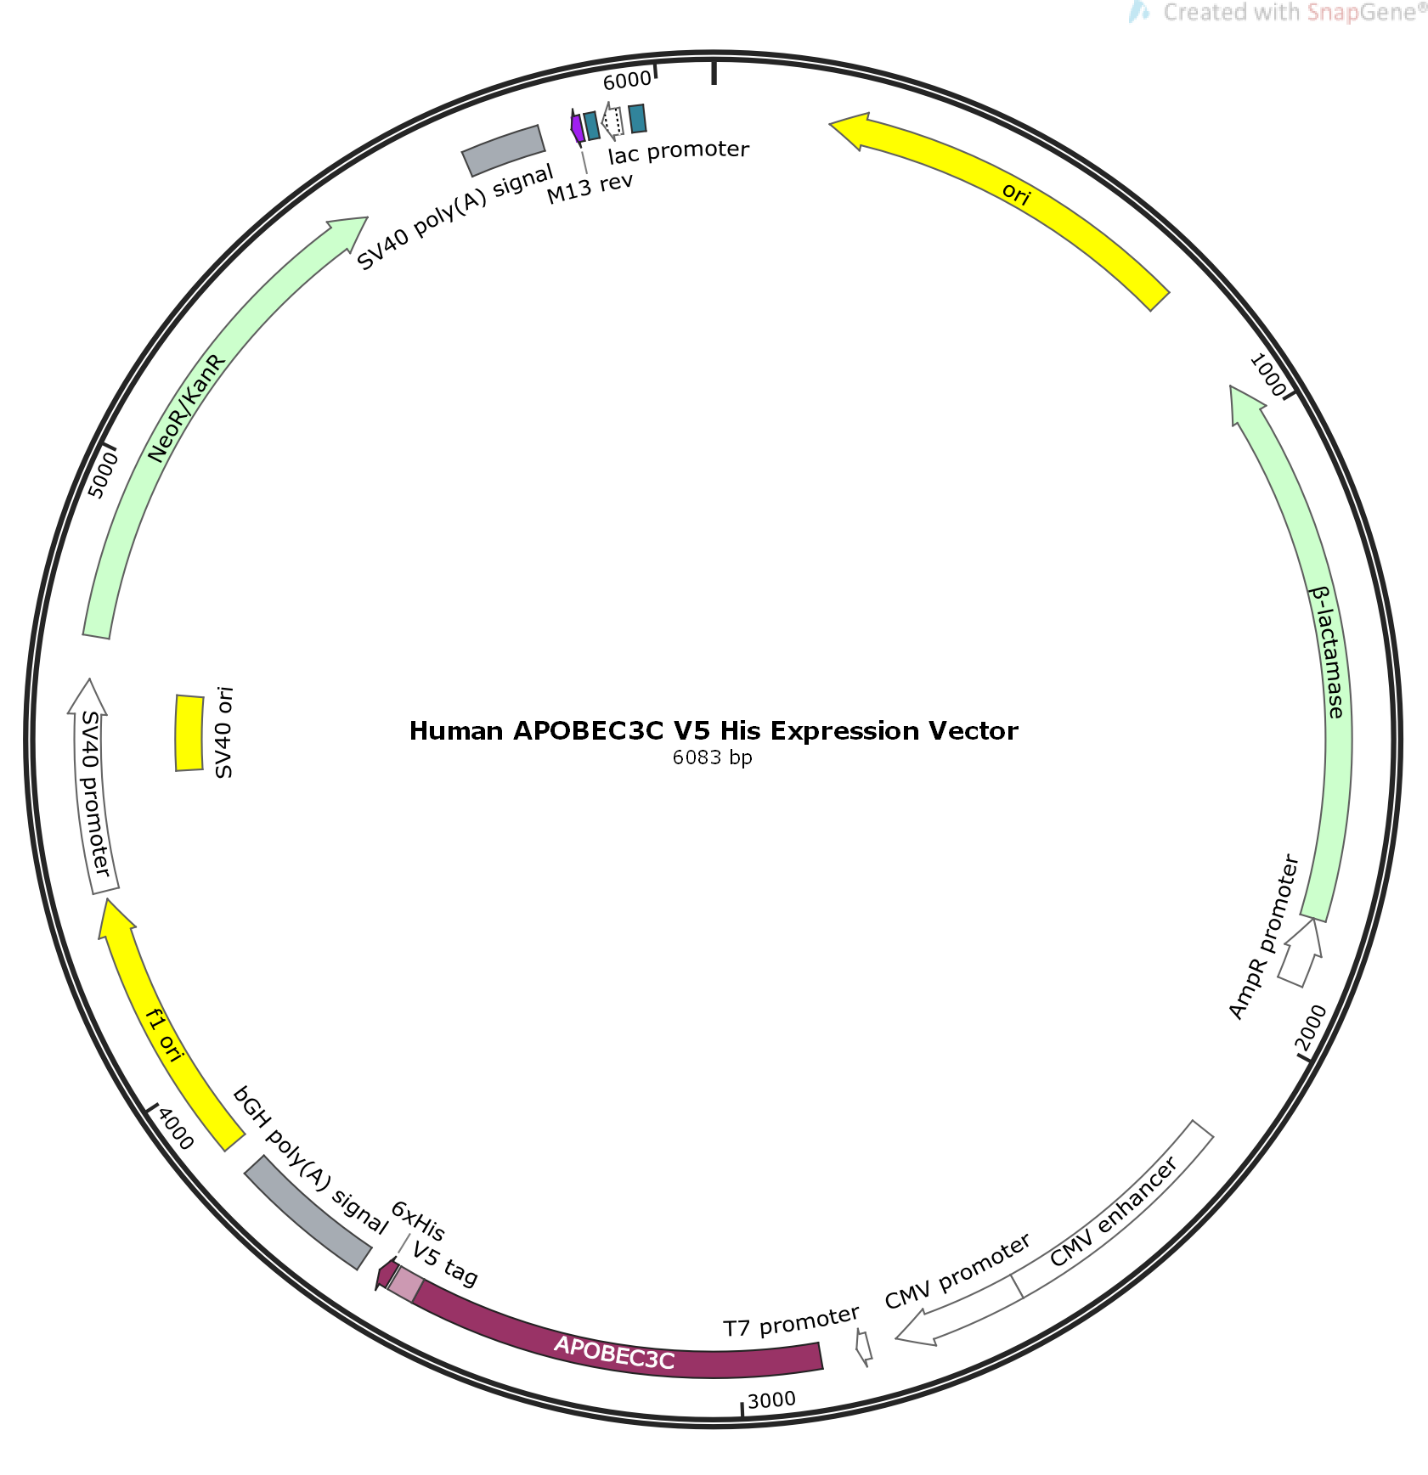 Created with SnapGene®
6000
lac promoter
M13 rev
SV40 poly(A) signal
ori
1000
NeoR/KanR
5000
β-lactamase
SV40 ori
SV40 promoter
Human APOBEC3C V5 His Expression Vector
6083 bp
AmpR promoter
2000
f1 ori
4000
bGH poly(A) signal
6xHis
V5 tag
CMV enhancer
CMV promoter
T7 promoter
APOBEC3C
3000